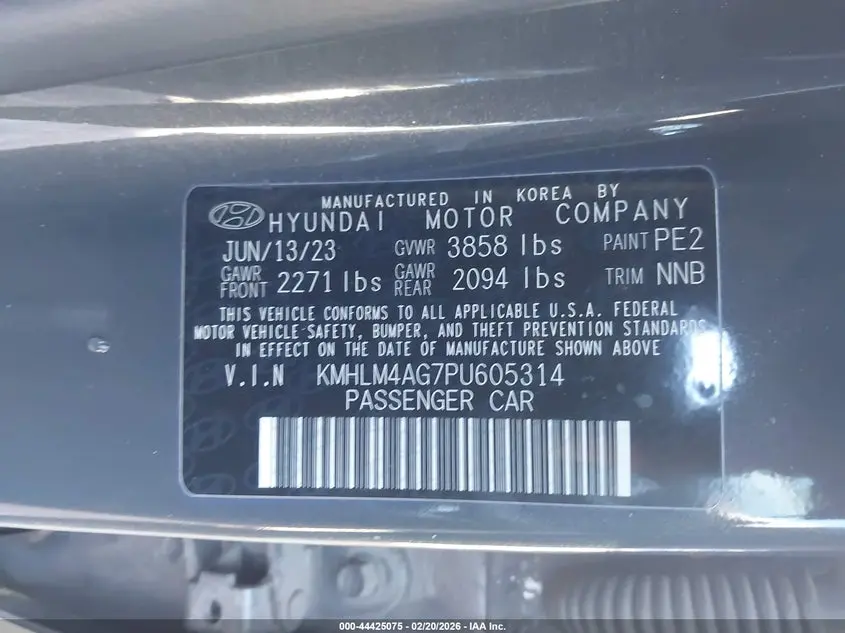 MANUFACTURED IN KOREA BY
HYUNDAI MOTOR COMPANY
JUN/13/23 GVWR 3858 lbs PAINT PE2
GAWR FRONT 2271 lbs GAWR REAR 2094 lbs TRIM NNB
THIS VEHICLE CONFORMS TO ALL APPLICABLE U.S.A. FEDERAL
MOTOR VEHICLE SAFETY, BUMPER, AND THEFT PREVENTION STANDARDS
IN EFFECT ON THE DATE OF MANUFACTURE SHOWN ABOVE
V.I.N KMHLM4AG7PU605314
PASSENGER CAR
000-44425075 - 02/20/2026 - IAA Inc.